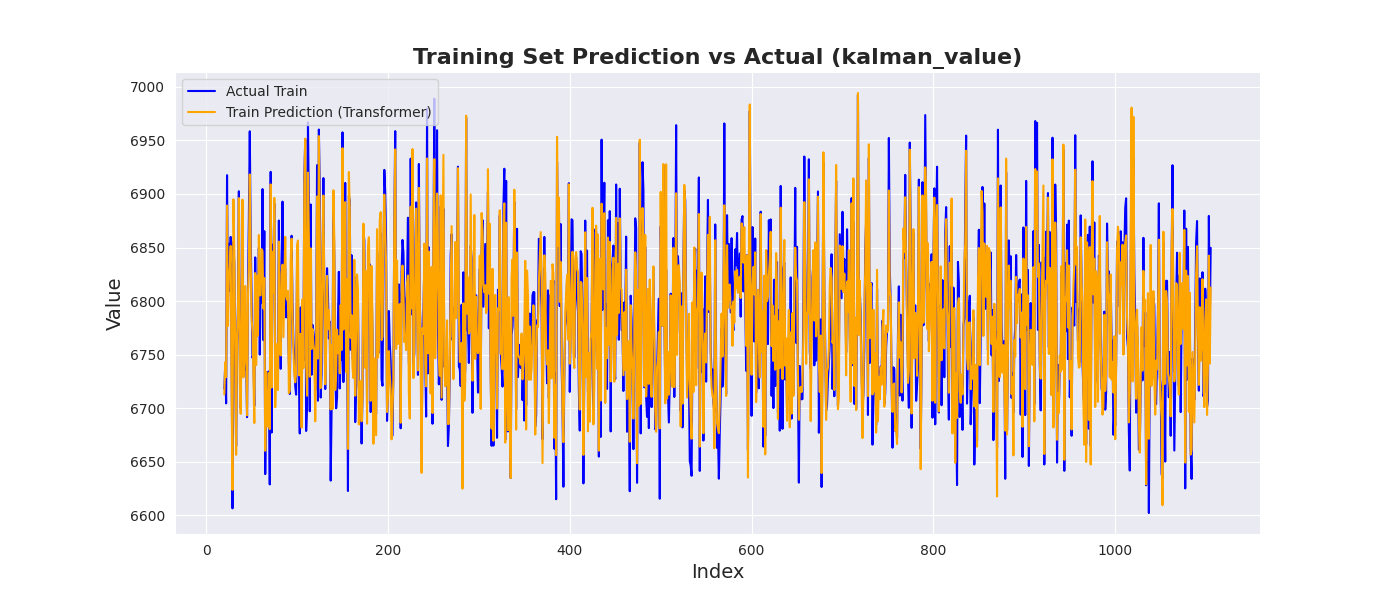 Training Set Prediction vs Actual (kalman_value)
Actual Train
Train Prediction (Transformer)
Value
7000
6950
6900
6850
6800
6750
6700
6650
6600
0 200 400 600 800 1000
Index